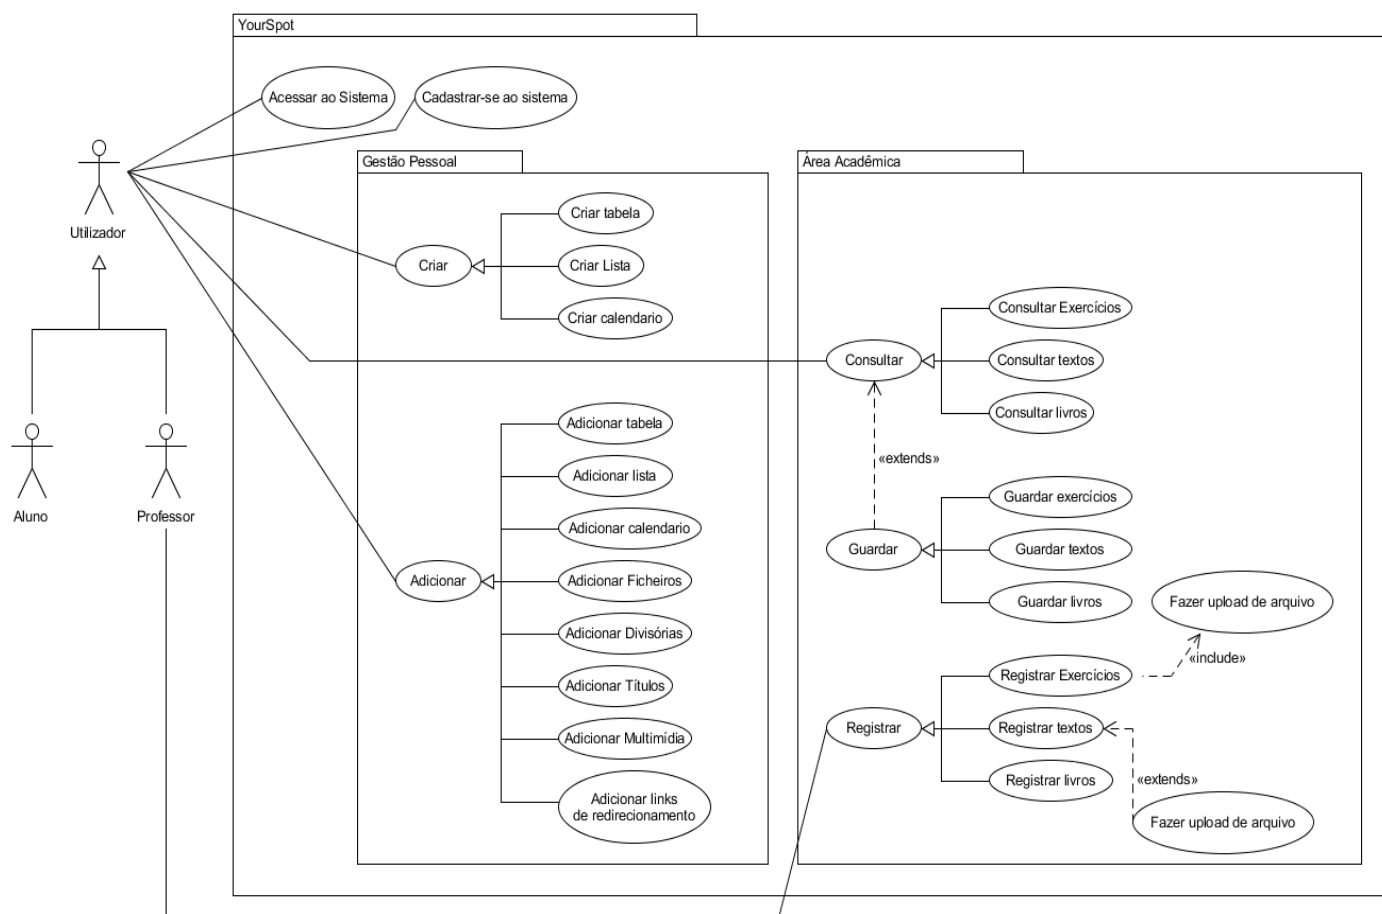 YourSpot
Acessar ao Sistema
Cadastrar-se ao sistema
Utilizador
Aluno
Professor
Gestão Pessoal
Criar
Criar tabela
Criar Lista
Criar calendario
Adicionar
Adicionar tabela
Adicionar lista
Adicionar calendario
Adicionar Ficheiros
Adicionar Divisórias
Adicionar Títulos
Adicionar Multimídia
Adicionar links
de redirecionamento
Área Acadêmica
Consultar
Consultar Exercícios
Consultar textos
Consultar livros
«extends»
Guardar
Guardar exercícios
Guardar textos
Guardar livros
Fazer upload de arquivo
«include»
Registrar
Registrar Exercícios
Registrar textos
Registrar livros
«extends»
Fazer upload de arquivo